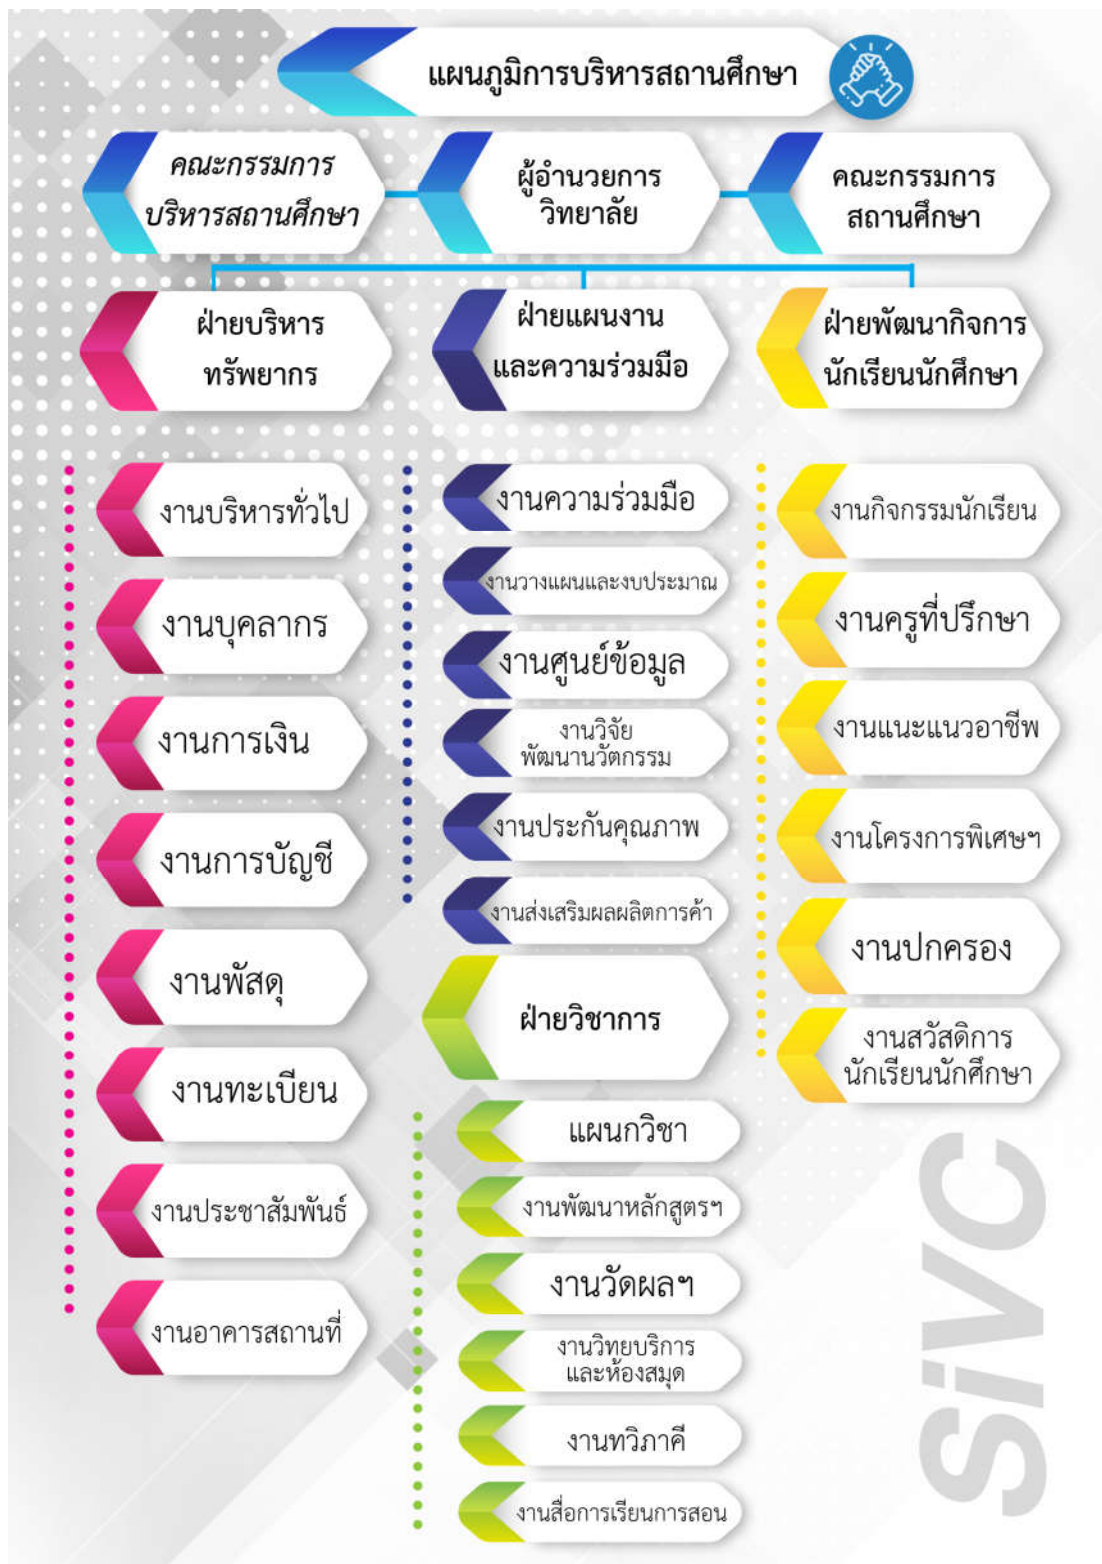 แผนภูมิการบริหารสถานศึกษา
คณะกรรมการ
บริหารสถานศึกษา
ผู้อำนวยการ
วิทยาลัย
คณะกรรมการ
สถานศึกษา
ฝ่ายบริหาร
ทรัพยากร
ฝ่ายแผนงาน
และความร่วมมือ
ฝ่ายพัฒนากิจการ
นักเรียนนักศึกษา
งานบริหารทั่วไป
งานบุคลากร
งานการเงิน
งานการบัญชี
งานพัสดุ
งานทะเบียน
งานประชาสัมพันธ์
งานอาคารสถานที่
งานความร่วมมือ
งานวางแผนและงบประมาณ
งานศูนย์ข้อมูล
งานวิจัย
พัฒนานวัตกรรม
งานประกันคุณภาพ
งานส่งเสริมผลผลิตการค้า
ฝ่ายวิชาการ
แผนกวิชา
งานพัฒนาหลักสูตรฯ
งานวัดผลฯ
งานวิทยบริการ
และห้องสมุด
งานทวิภาคี
งานสื่อการเรียนการสอน
งานกิจกรรมนักเรียน
งานครูที่ปรึกษา
งานแนะแนวอาชีพ
งานโครงการพิเศษฯ
งานปกครอง
งานสวัสดิการ
นักเรียนนักศึกษา
SiVC